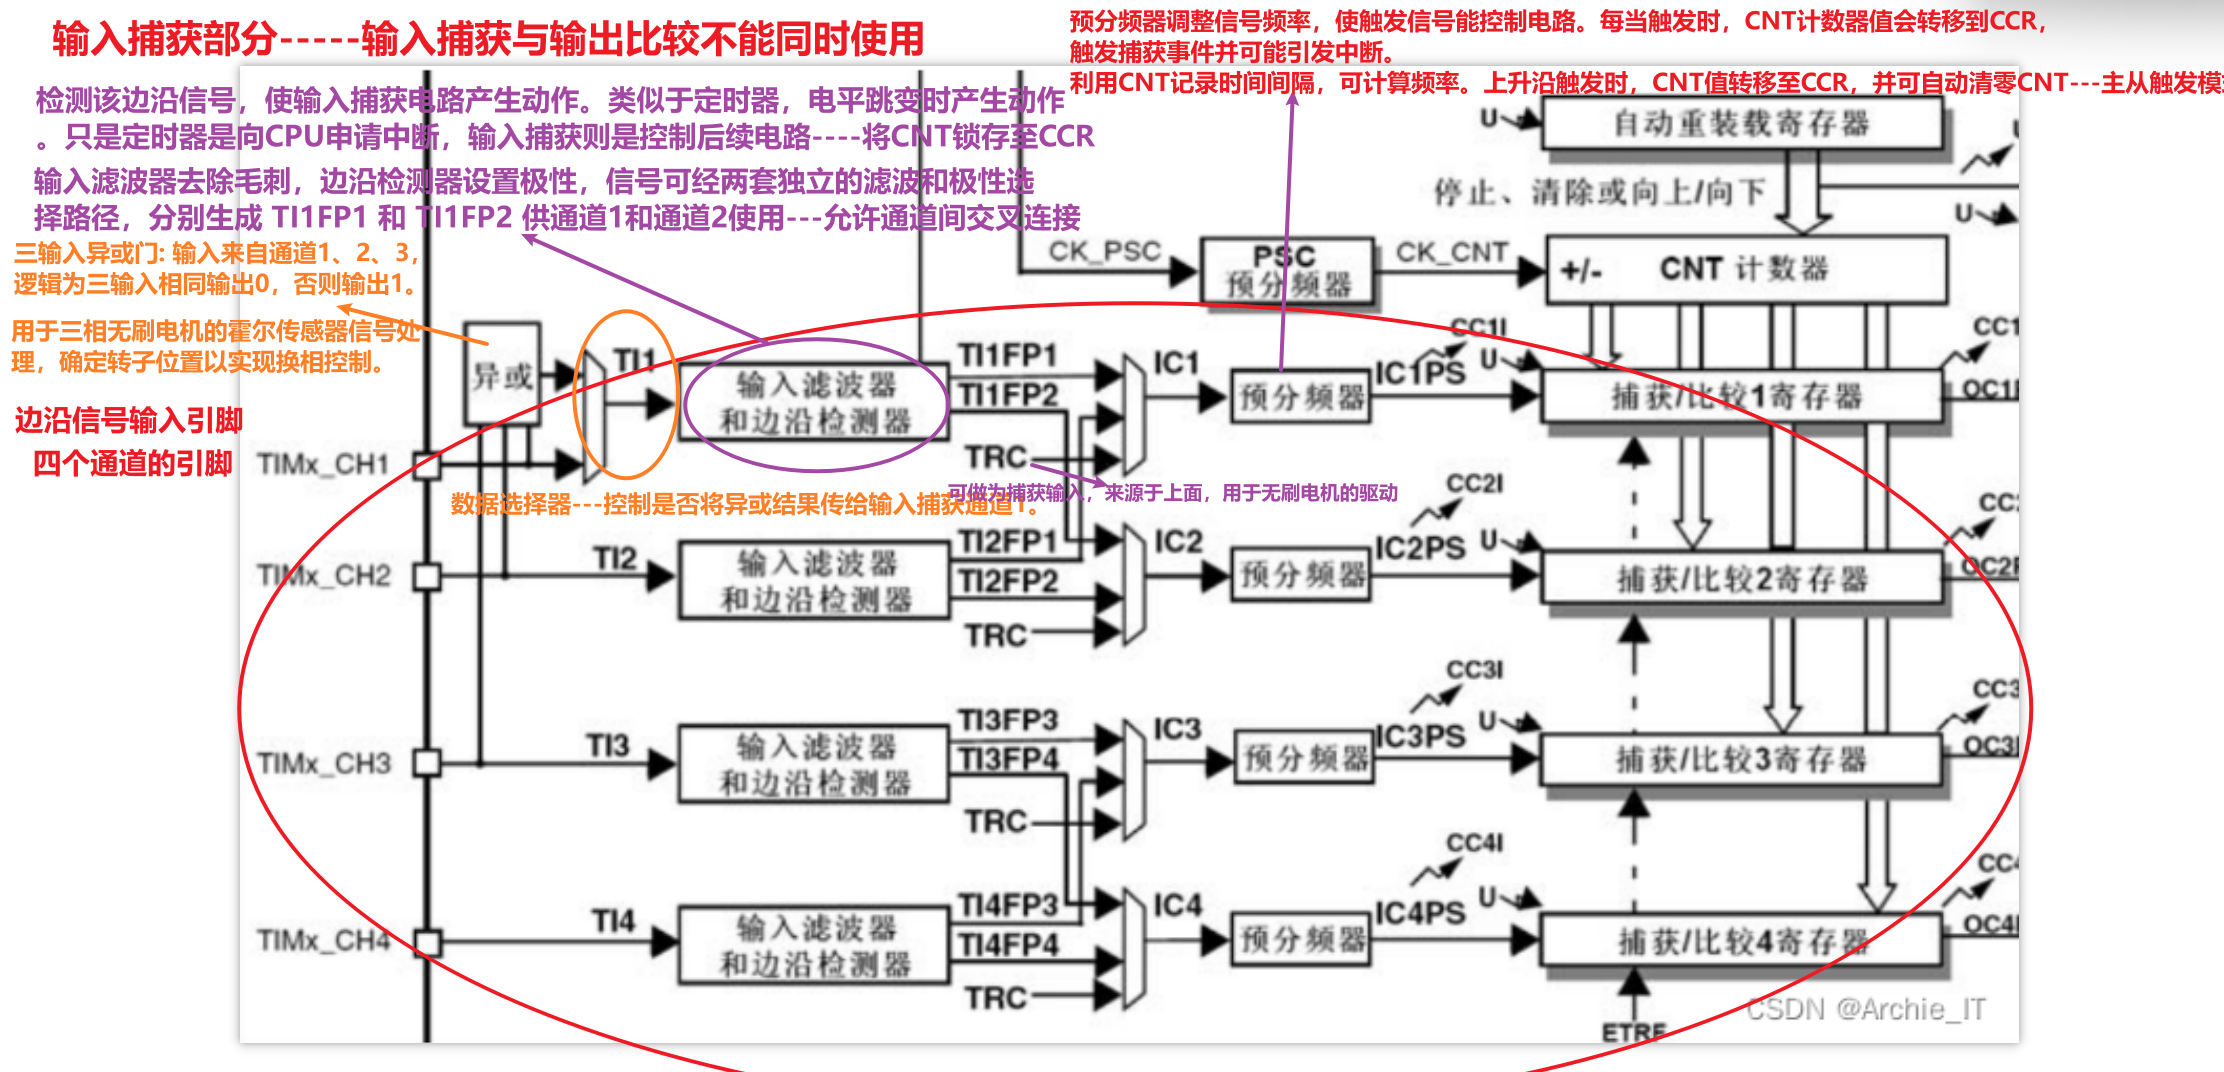 输入捕获部分-----输入捕获与输出比较不能同时使用
预分频器调整信号频率，使触发信号能控制电路。每当触发时，CNT计数器值会转移到CCR，
触发捕获事件并可能引发中断。
利用CNT记录时间间隔，可计算频率。上升沿触发时，CNT值转移至CCR，并可自动清零CNT---主从触发模
检测该边沿信号，使输入捕获电路产生动作。类似于定时器，电平跳变时产生动作
。只是定时器是向CPU申请中断，输入捕获则是控制后续电路----将CNT锁存至CCR
输入滤波器去除毛刺，边沿检测器设置极性，信号可经两套独立的滤波和极性选
择路径，分别生成 TI1FP1 和 TI1FP2 供通道1和通道2使用---允许通道间交叉连接
三输入异或门: 输入来自通道1、2、3，
逻辑为三输入相同输出0，否则输出1。
用于三相无刷电机的霍尔传感器信号处
理，确定转子位置以实现换相控制。
边沿信号输入引脚
四个通道的引脚
U
自动重装载寄存器
停止、清除或向上/向下
U
CK_PSC
PSC
预分频器
CK_CNT
+/-
CNT 计数器
异或
TI1
输入滤波器
和边沿检测器
TI1FP1
TI1FP2
TRC
IC1
预分频器
CC1I
IC1PS
U
捕获/比较1寄存器
CC1
OC1
TIMx_CH1
数据选择器---控制是否将异或结果传给输入捕获通道1。
可做为捕获输入，来源于上面，用于无刷电机的驱动
TIMx_CH2
TI2
输入滤波器
和边沿检测器
TI2FP1
TI2FP2
TRC
IC2
预分频器
CC2I
IC2PS
U
捕获/比较2寄存器
CC2
OC2
TIMx_CH3
TI3
输入滤波器
和边沿检测器
TI3FP3
TI3FP4
TRC
IC3
预分频器
CC3I
IC3PS
U
捕获/比较3寄存器
CC3
OC3
TIMx_CH4
TI4
输入滤波器
和边沿检测器
TI4FP3
TI4FP4
TRC
IC4
预分频器
CC4I
IC4PS
U
捕获/比较4寄存器
CC4
OC4
ETRF
CSDN @Archie_IT